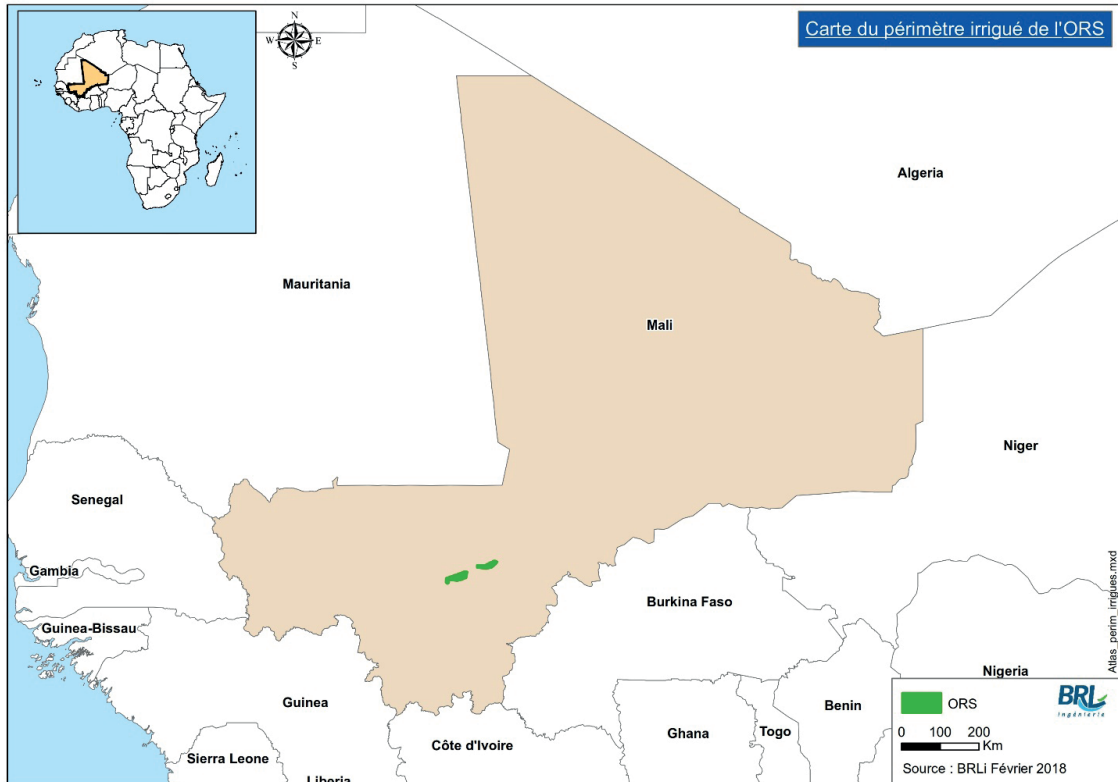 Carte du périmètre irrigué de l'ORS
N
W E
S
Algeria
Mauritania
Mali
Niger
Senegal
Gambia
Burkina Faso
Guinea-Bissau
Nigeria
Guinea
Benin
Ghana
Togo
Côte d'Ivoire
Sierra Leone
Liberia
Atlas_perim_irrigues.mxd
ORS
BRL
Ingénierie
0 100 200
Km
Source : BRLi Février 2018